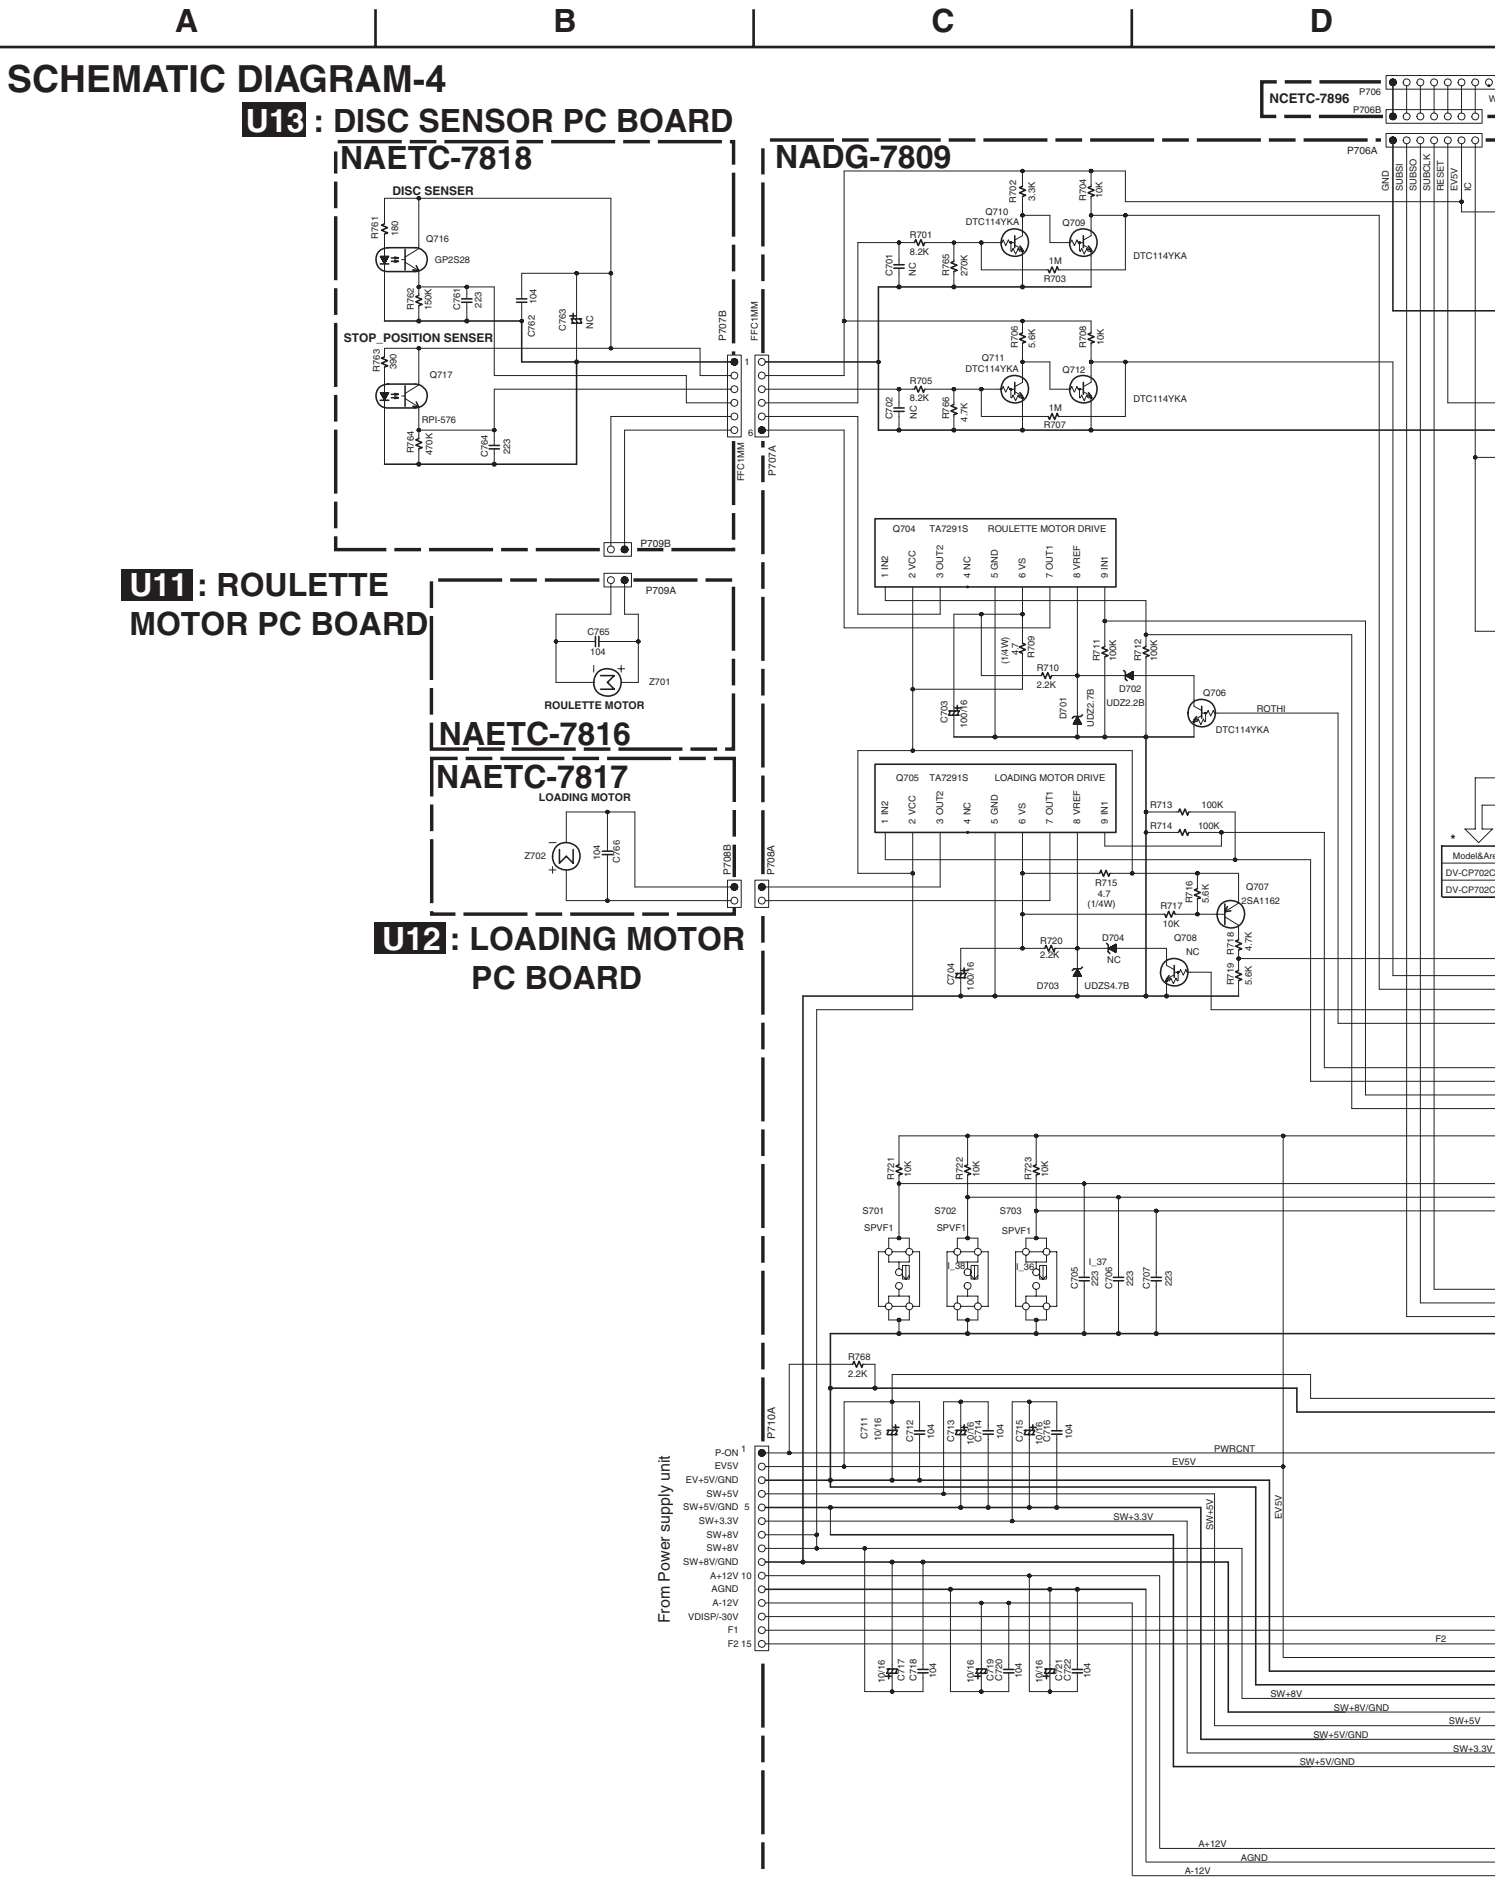 A B C D
SCHEMATIC DIAGRAM-4
U13 : DISC SENSOR PC BOARD
NAETC-7818
NADG-7809
NCETC-7896
P706
P706B
P706A
W
GND
SUBSI
SUBSO
SUBCLK
RESET
EV5V
IC
DISC SENSER
R761
180
Q716
GP2S28
R762
150K
C761
223
104
C762
C763
NC
STOP_POSITION SENSER
R763
390
Q717
RPI-576
R764
470K
C764
223
P707B
FFC1MM
1
6
FFC1MM
P707A
R702
3.3K
R704
10K
Q710
DTC114YKA
Q709
DTC114YKA
R701
8.2K
C701
NC
R765
270K
1M
R703
R706
5.6K
R708
10K
Q711
DTC114YKA
Q712
DTC114YKA
R705
8.2K
C702
NC
R766
4.7K
1M
R707
P709B
P709A
U11 : ROULETTE
MOTOR PC BOARD
C765
104
Z701
ROULETTE MOTOR
NAETC-7816
Q704 TA7291S ROULETTE MOTOR DRIVE
1 IN2
2 VCC
3 OUT2
4 NC
5 GND
6 VS
7 OUT1
8 VREF
9 IN1
(1/4W)
4.7
R709
R710
2.2K
R711
100K
R712
100K
D702
UDZ2.2B
D701
UDZ2.7B
C703
100/16
Q706
DTC114YKA
ROTHI
NAETC-7817
LOADING MOTOR
Z702
104
C766
P708B
P708A
U12 : LOADING MOTOR
PC BOARD
Q705 TA7291S LOADING MOTOR DRIVE
1 IN2
2 VCC
3 OUT2
4 NC
5 GND
6 VS
7 OUT1
8 VREF
9 IN1
R713 100K
R714 100K
*
Model&Are
DV-CP702C
DV-CP702C
R715
4.7
(1/4W)
R716
5.6K
Q707
2SA1162
R717
10K
R718
4.7K
R719
5.6K
Q708
NC
R720
2.2K
D704
NC
C704
100/16
D703
UDZS4.7B
R721
10K
R722
10K
R723
10K
S701
SPVF1
S702
SPVF1
S703
SPVF1
I_38
I_36
I_37
C705
223
C706
223
C707
223
R768
2.2K
P710A
C711
10/16
C712
104
C713
10/16
C714
104
C715
10/16
C716
104
From Power supply unit
P-ON 1
EV5V
EV+5V/GND
SW+5V
SW+5V/GND 5
SW+3.3V
SW+8V
SW+8V
SW+8V/GND
A+12V 10
AGND
A-12V
VDISP/-30V
F1
F2 15
PWRCNT
EV5V
SW+3.3V
SW+5V
EV5V
10/16
C717
C718
104
10/16
C719
C720
104
10/16
C721
C722
104
F2
SW+8V
SW+8V/GND
SW+5V
SW+5V/GND
SW+3.3V
SW+5V/GND
A+12V
AGND
A-12V